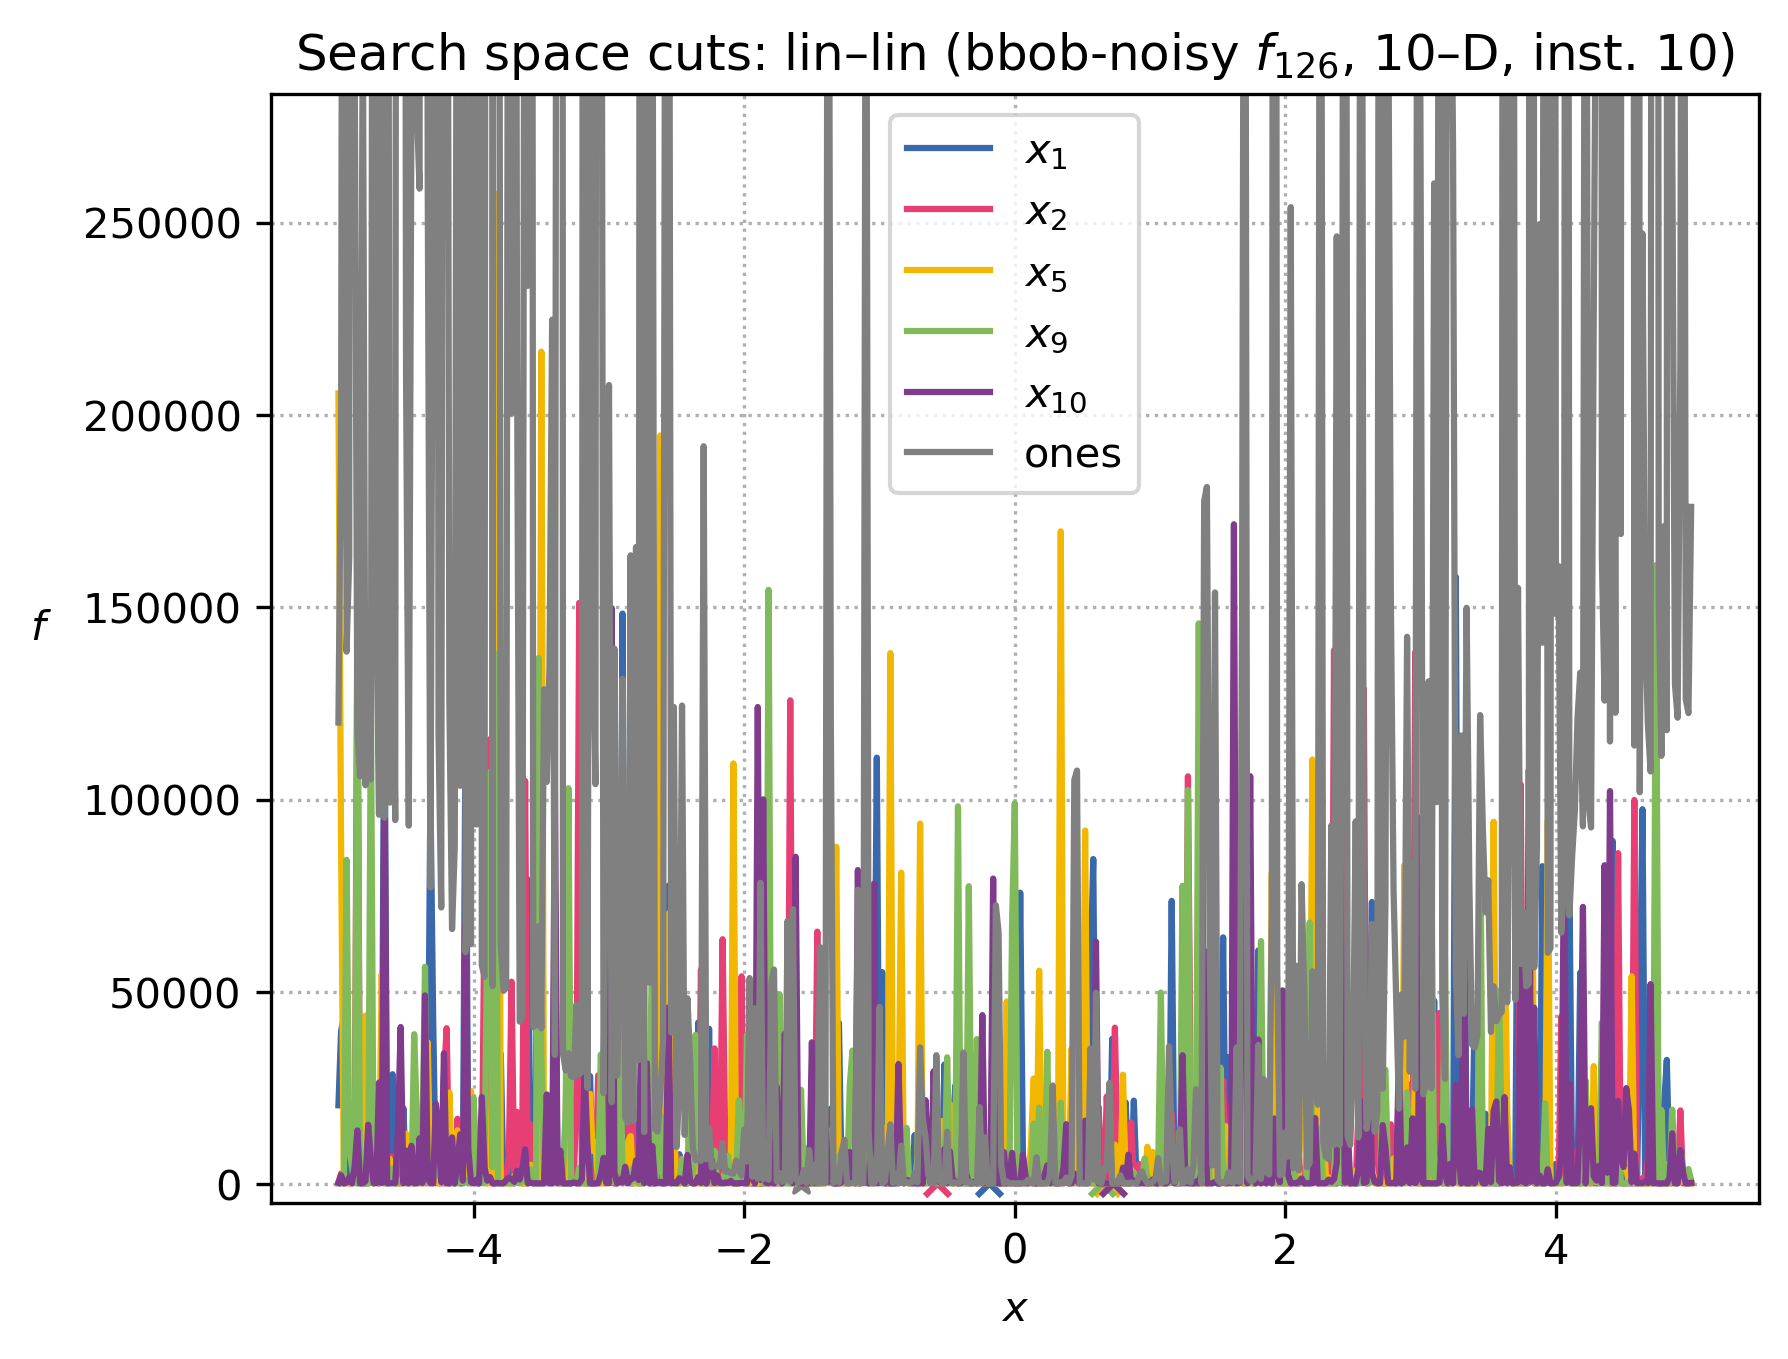 Search space cuts: lin–lin (bbob-noisy f₁₂₆, 10–D, inst. 10)
x₁
x₂
x₅
x₉
x₁₀
ones
f
250000
200000
150000
100000
50000
0
−4 −2 0 2 4
x